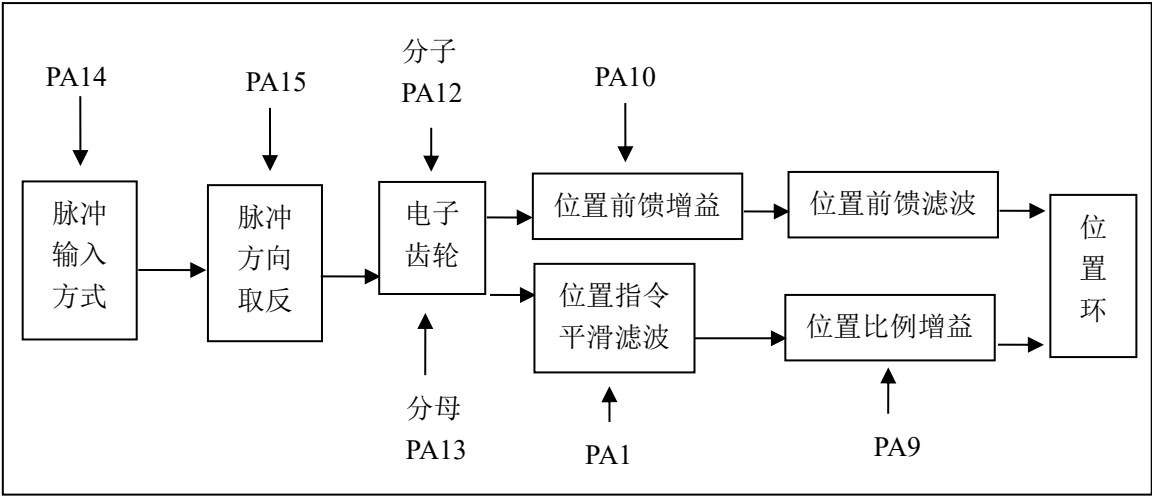 PA14
PA15
分子
PA12
PA10
脉冲
输入
方式
脉冲
方向
取反
电子
齿轮
位置前馈增益
位置前馈滤波
位置指令
平滑滤波
位置比例增益
位
置
环
分母
PA13
PA1
PA9